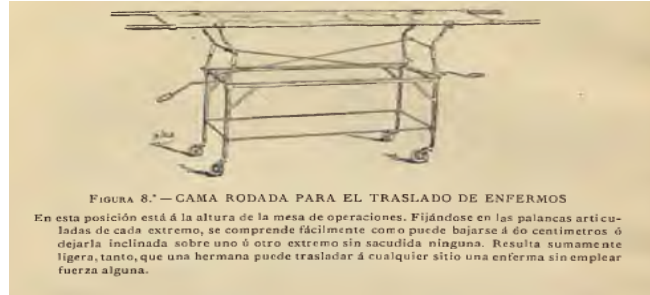 FIGURA 8.ª — CAMA RODADA PARA EL TRASLADO DE ENFERMOS
En esta posición está á la altura de la mesa de operaciones. Fijándose en las palancas articu-
ladas de cada extremo, se comprende fácilmente como puede bajarse á 60 centimetros ó
dejarla inclinada sobre uno ú otro extremo sin sacudida ninguna. Resulta sumamente
ligera, tanto, que una hermana puede trasladar á cualquier sitio una enferma sin emplear
fuerza alguna.